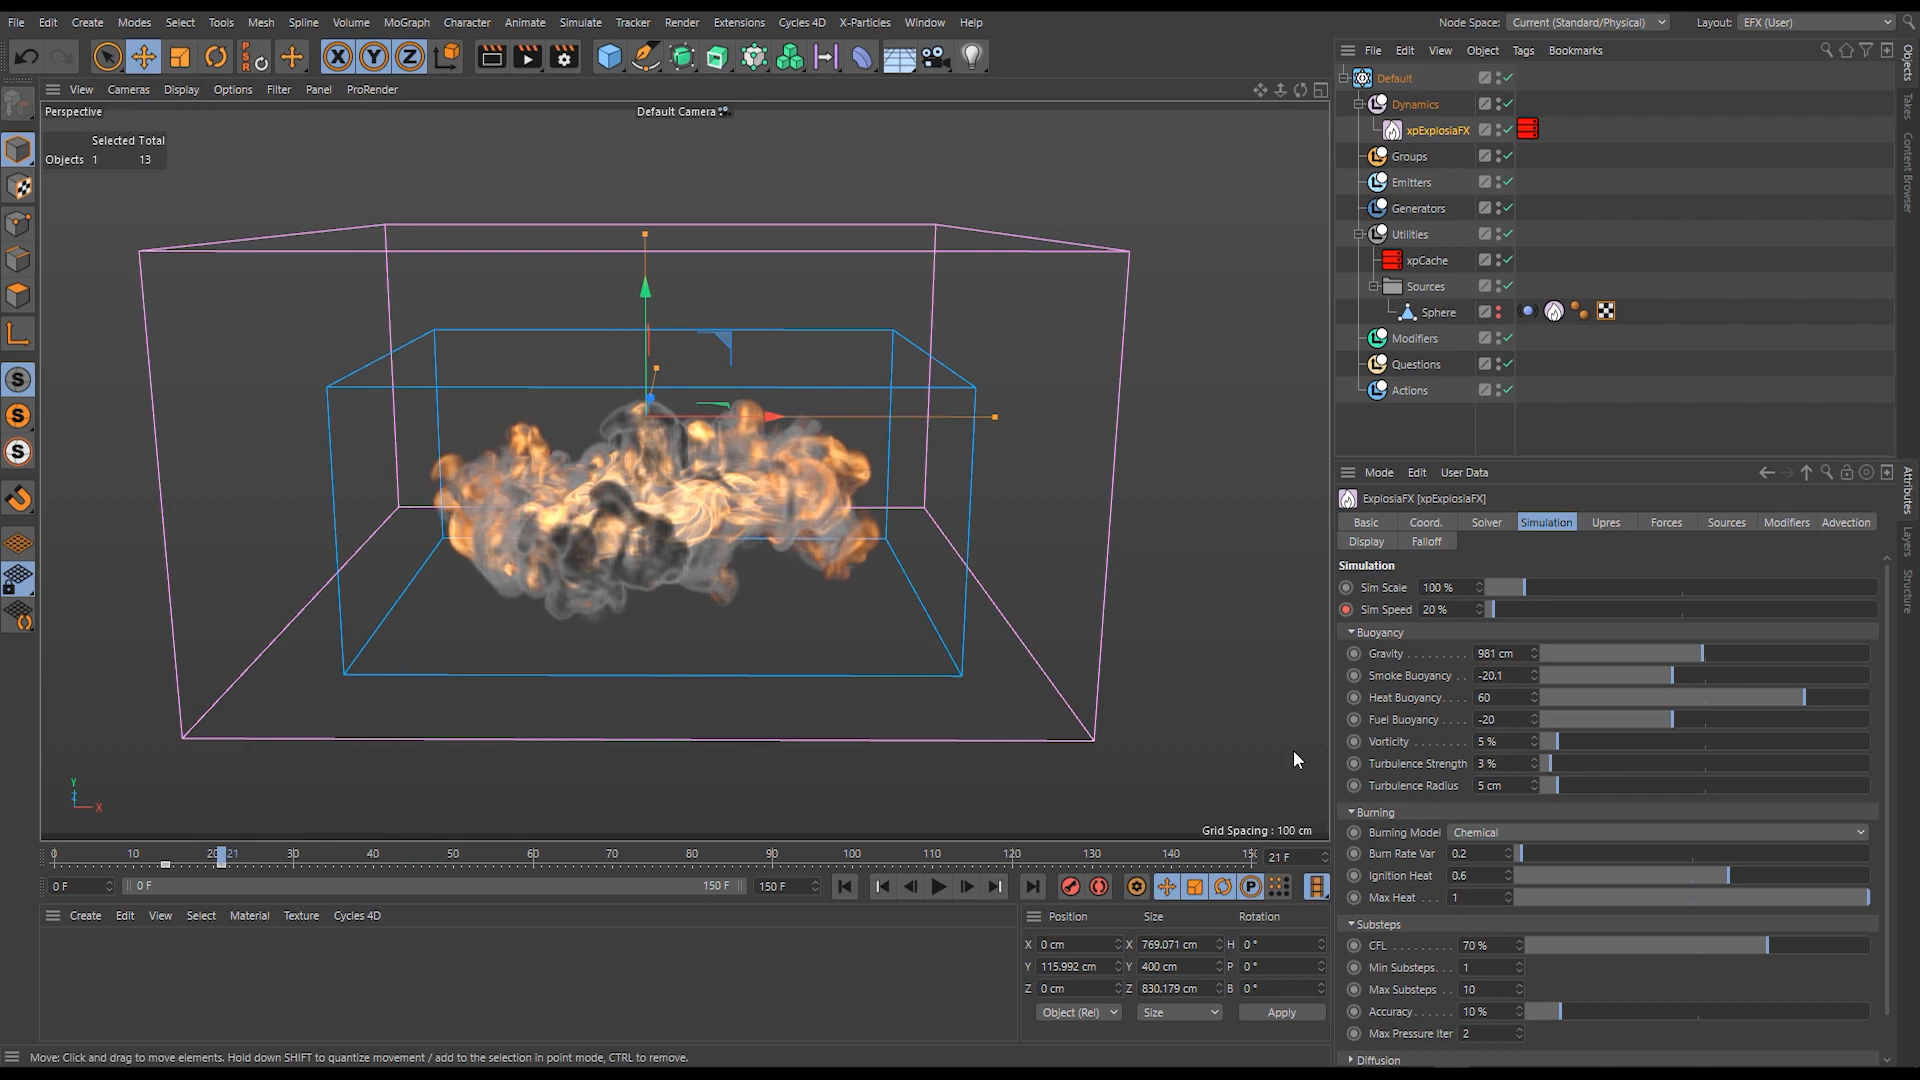 File Edit Create Modes Select Tools Mesh Spline Volume MoGraph Character Animate Simulate Tracker Render Extensions Cycles 4D X-Particles Window Help Node Space: Current (Standard/Physical) Layout: EFX (User)
PSR X Y Z
File Edit View Object Tags Bookmarks
View Cameras Display Options Filter Panel ProRender
Perspective
Default Camera
Selected Total
Objects 1 13
Default
Dynamics
xpExplosiaFX
Groups
Emitters
Generators
Utilities
xpCache
Sources
Sphere
Modifiers
Questions
Actions
Objects
Takes
Content Browser
S
S
S
Mode Edit User Data
ExplosiaFX [xpExplosiaFX]
Basic Coord. Solver Simulation Upres Forces Sources Modifiers Advection
Display Falloff
Attributes
Layers
Structure
Simulation
Sim Scale 100 %
Sim Speed 20 %
Buoyancy
Gravity . . . . . . . . . 981 cm
Smoke Buoyancy . . -20.1
Heat Buoyancy. . . . 60
Fuel Buoyancy . . . . -20
Vorticity . . . . . . . . 5 %
Turbulence Strength 3 %
Turbulence Radius 5 cm
Burning
Burning Model Chemical
Burn Rate Var 0.2
Ignition Heat 0.6
Max Heat . . . 1
Substeps
CFL . . . . . . . . . 70 %
Min Substeps. . . 1
Max Substeps . . 10
Accuracy. . . . . . 10 %
Max Pressure Iter 2
Diffusion
Y
Z
X
Grid Spacing : 100 cm
0 10 20 21 30 40 50 60 70 80 90 100 110 120 130 140 21 F
0 F 0 F 150 F 150 F P
Create Edit View Select Material Texture Cycles 4D
Position Size Rotation
X 0 cm X 769.071 cm H 0 °
Y 115.992 cm Y 400 cm P 0 °
Z 0 cm Z 830.179 cm B 0 °
Object (Rel) Size Apply
Move: Click and drag to move elements. Hold down SHIFT to quantize movement / add to the selection in point mode, CTRL to remove.